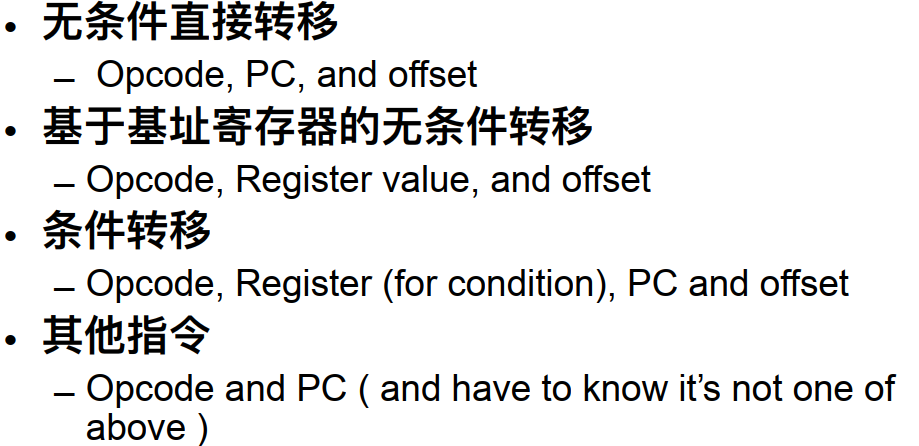 • 无条件直接转移
– Opcode, PC, and offset
• 基于基址寄存器的无条件转移
– Opcode, Register value, and offset
• 条件转移
– Opcode, Register (for condition), PC and offset
• 其他指令
– Opcode and PC ( and have to know it’s not one of
above )